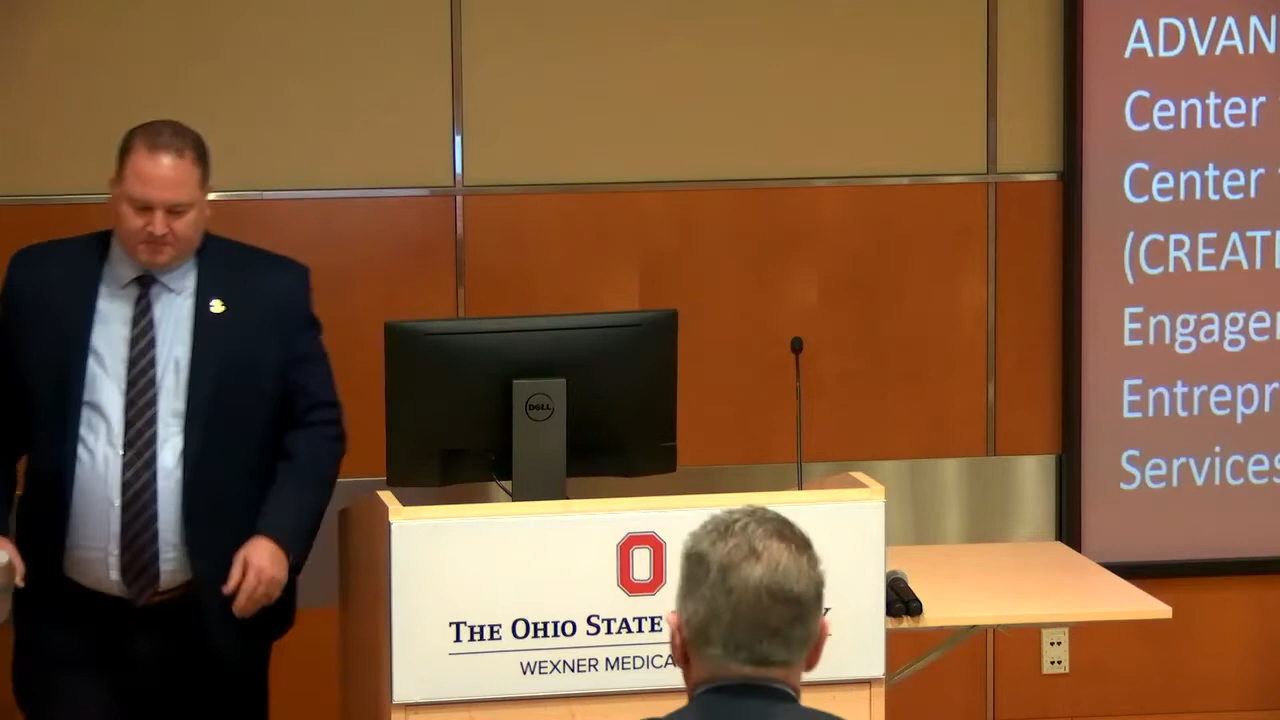 ADVAN
Center
Center
(CREATE
Engage
Entrepr
Services
DELL
O
THE OHIO STATE
WEXNER MEDICA